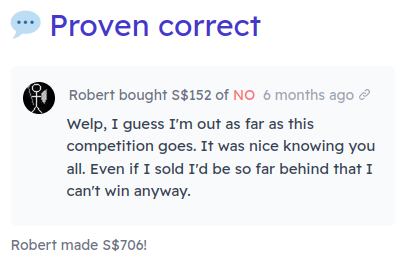 💬 Proven correct
Robert bought S$152 of NO 6 months ago
Welp, I guess I'm out as far as this
competition goes. It was nice knowing you
all. Even if I sold I'd be so far behind that I
can't win anyway.
Robert made S$706!